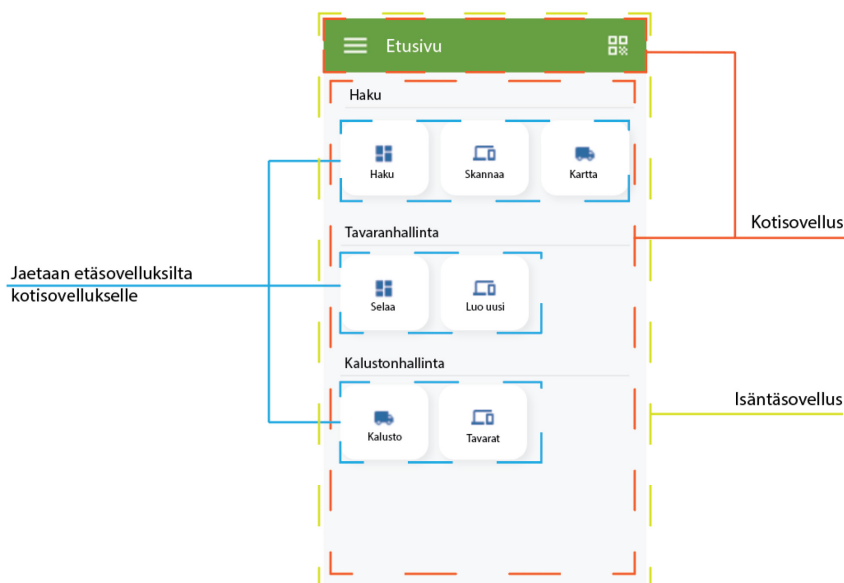 Etusivu
Haku
Haku
Skannaa
Kartta
Kotisovellus
Tavaranhallinta
Jaetaan etäsovelluksilta
kotisovellukselle
Selaa
Luo uusi
Kalustonhallinta
Isäntäsovellus
Kalusto
Tavarat